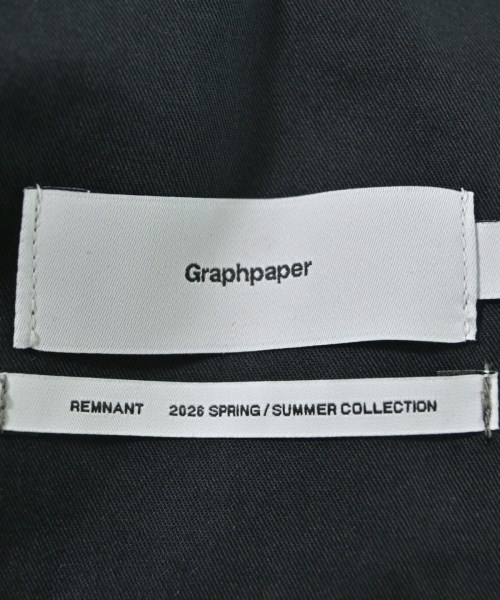 Graphpaper
REMNANT 2026 SPRING / SUMMER COLLECTION